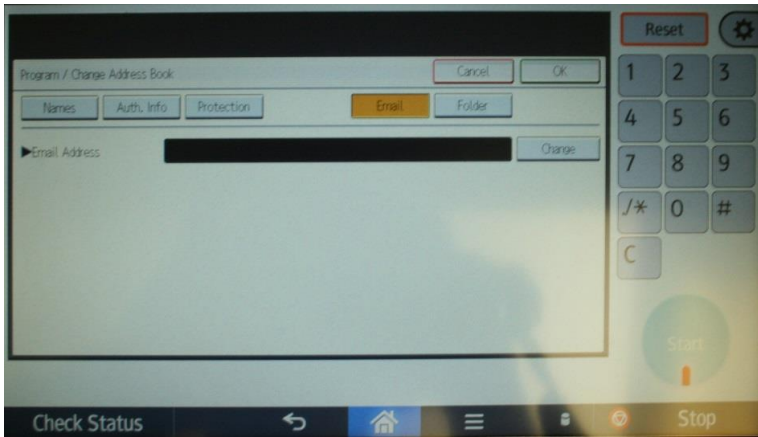 Reset
Program / Change Address Book
Cancel
OK
1 2 3
Names
Auth. Info
Protection
Email
Folder
4 5 6
▶Email Address
Change
7 8 9
./* 0 #
C
Start
Check Status
Stop